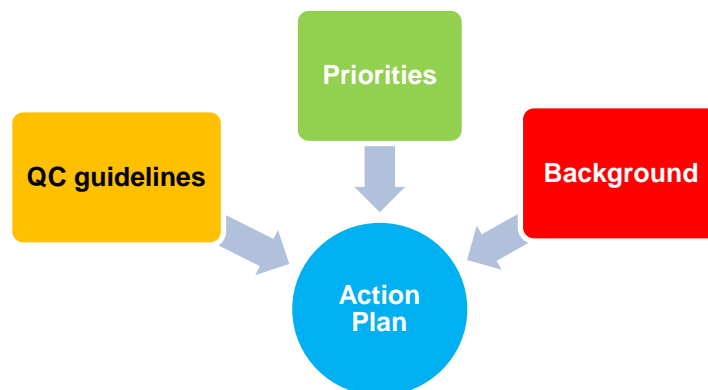 Priorities
QC guidelines
Background
Action
Plan